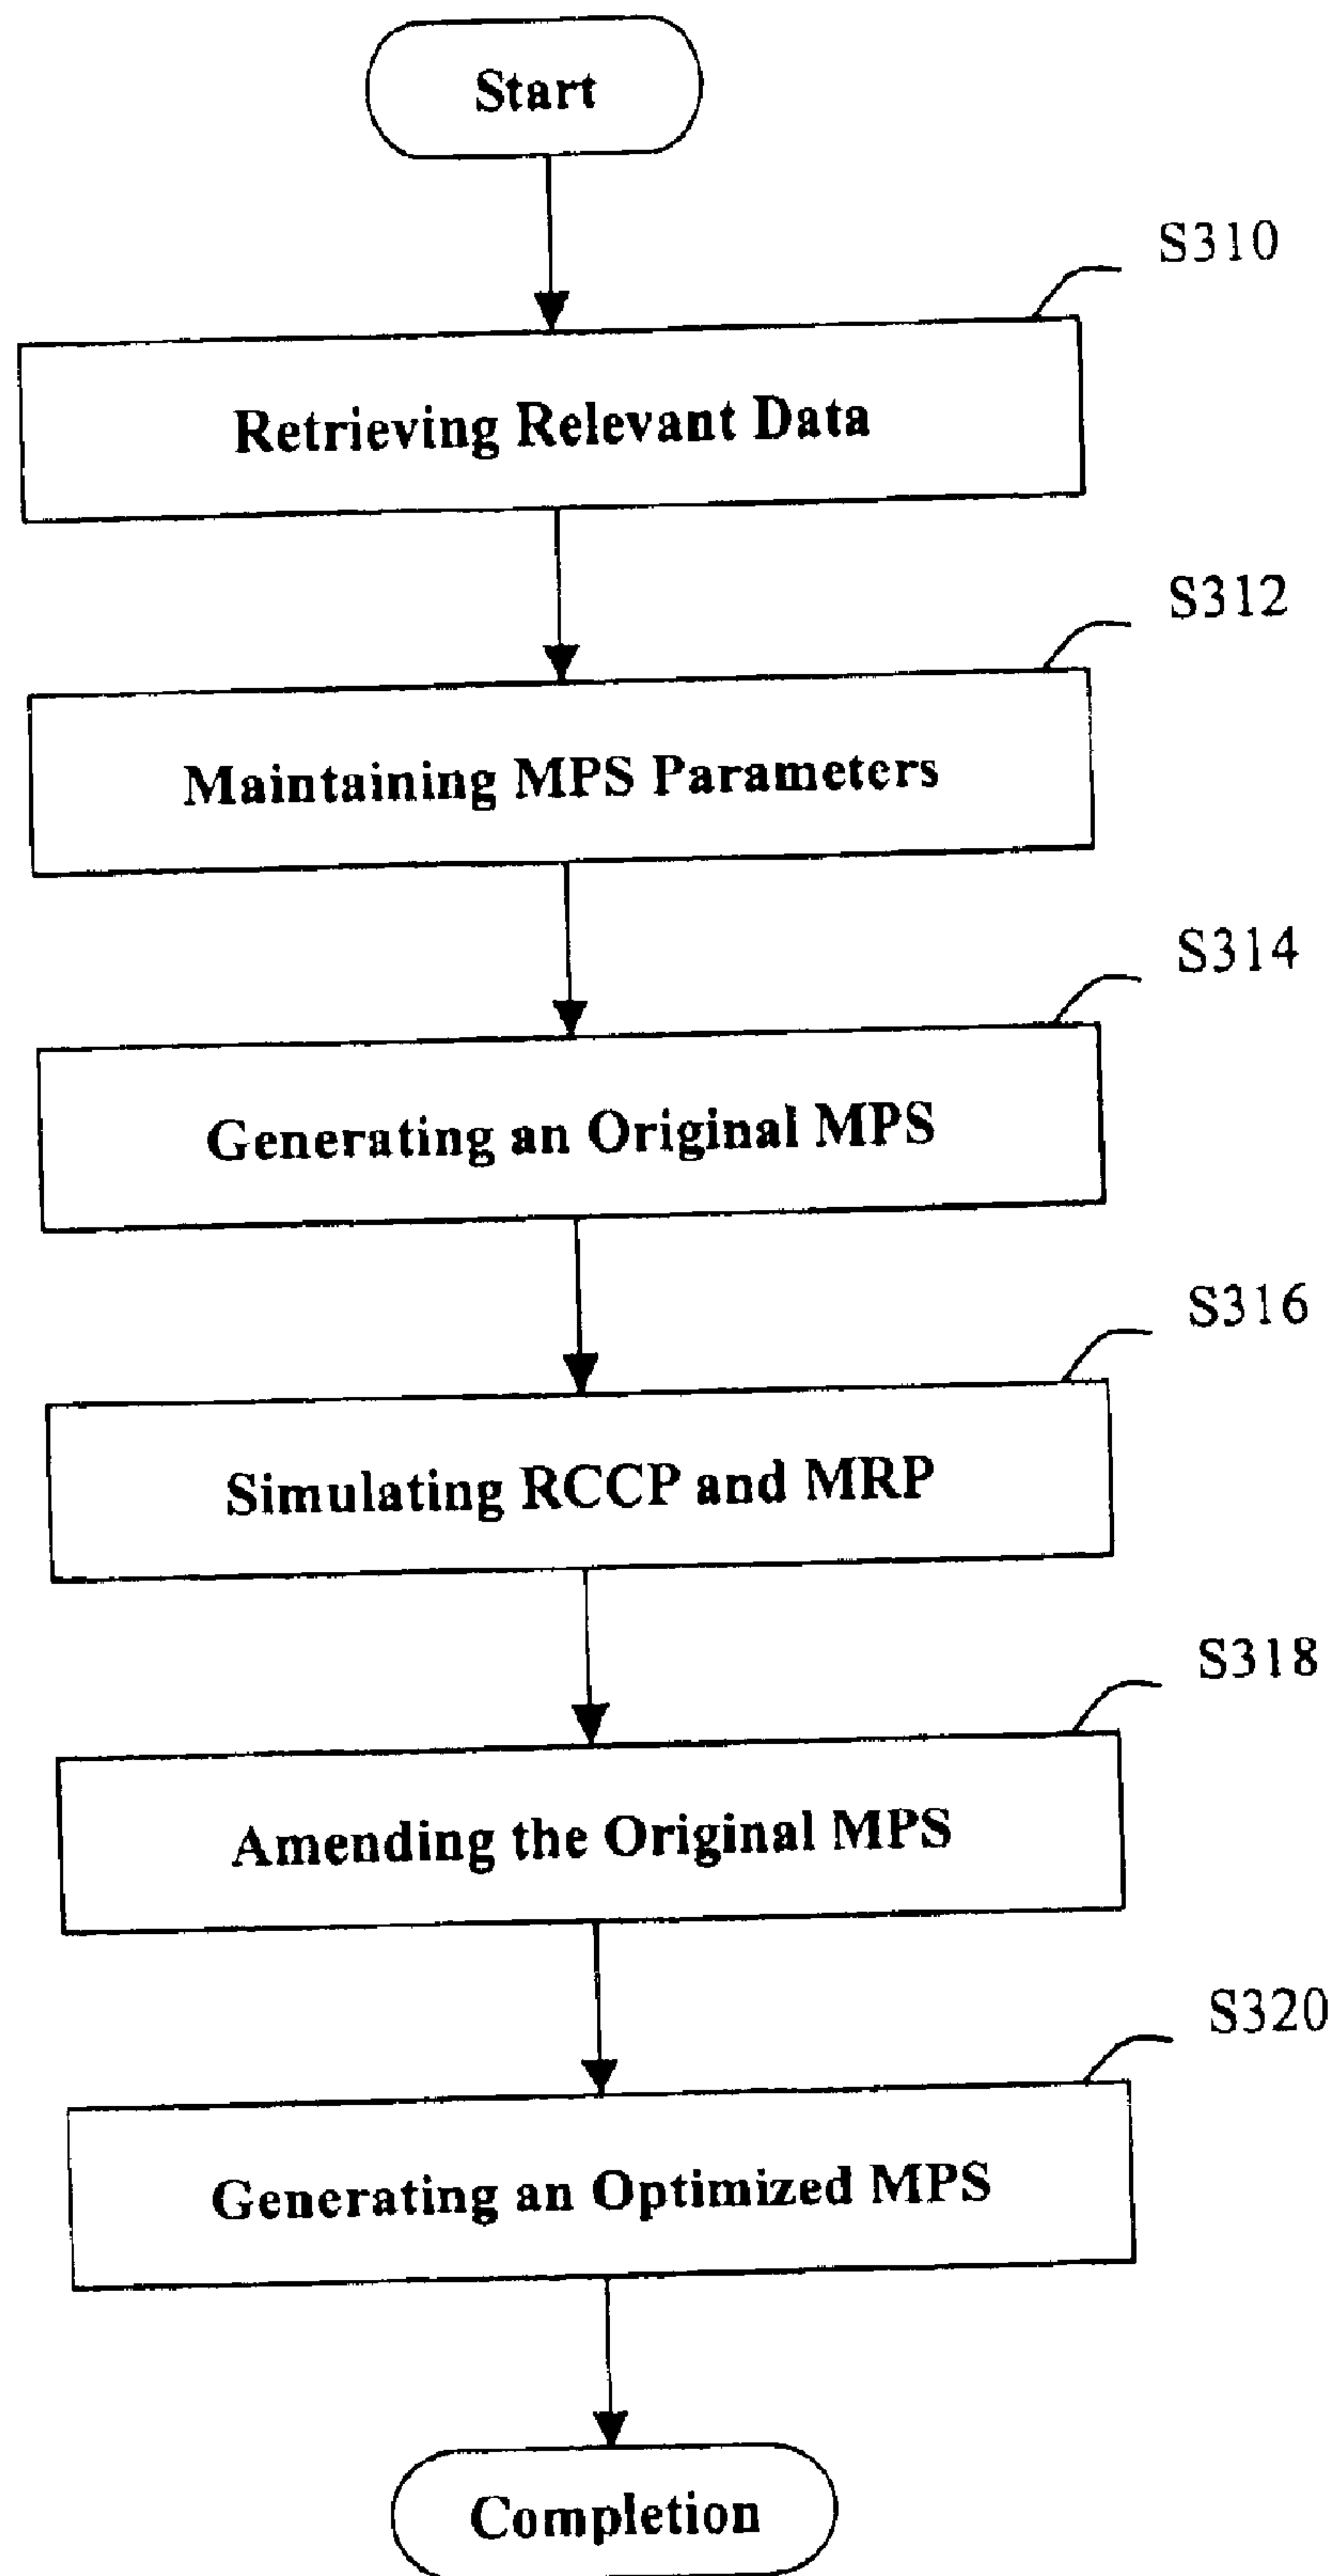 Start
S310
Retrieving Relevant Data
S312
Maintaining MPS Parameters
S314
Generating an Original MPS
S316
Simulating RCCP and MRP
S318
Amending the Original MPS
S320
Generating an Optimized MPS
Completion